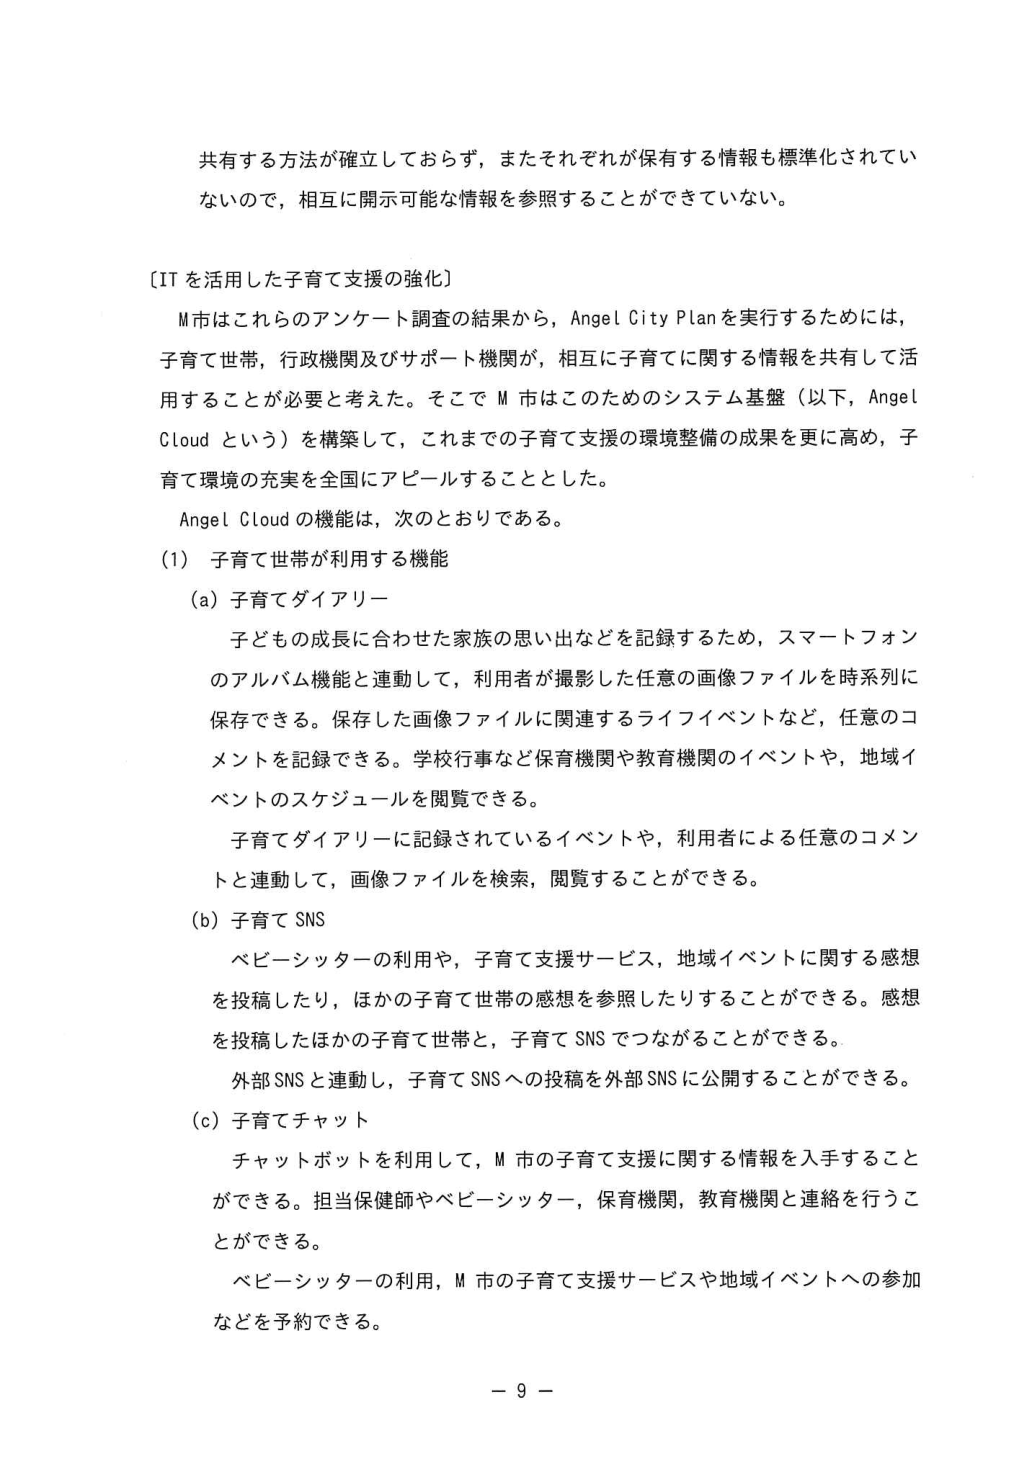 共有する方法が確立しておらず，またそれぞれが保有する情報も標準化されてい
ないので，相互に開示可能な情報を参照することができていない。
〔IT を活用した子育て支援の強化〕
M市はこれらのアンケート調査の結果から，Angel City Planを実行するためには，
子育て世帯，行政機関及びサポート機関が，相互に子育てに関する情報を共有して活
用することが必要と考えた。そこで M 市はこのためのシステム基盤（以下，Angel
Cloud という）を構築して，これまでの子育て支援の環境整備の成果を更に高め，子
育て環境の充実を全国にアピールすることとした。
Angel Cloud の機能は，次のとおりである。
(1) 子育て世帯が利用する機能
(a) 子育てダイアリー
子どもの成長に合わせた家族の思い出などを記録するため，スマートフォン
のアルバム機能と連動して，利用者が撮影した任意の画像ファイルを時系列に
保存できる。保存した画像ファイルに関連するライフイベントなど，任意のコ
メントを記録できる。学校行事など保育機関や教育機関のイベントや，地域イ
ベントのスケジュールを閲覧できる。
子育てダイアリーに記録されているイベントや，利用者による任意のコメン
トと連動して，画像ファイルを検索，閲覧することができる。
(b) 子育て SNS
ベビーシッターの利用や，子育て支援サービス，地域イベントに関する感想
を投稿したり，ほかの子育て世帯の感想を参照したりすることができる。感想
を投稿したほかの子育て世帯と，子育て SNS でつながることができる。
外部SNSと連動し，子育てSNSへの投稿を外部SNSに公開することができる。
(c) 子育てチャット
チャットボットを利用して，M 市の子育て支援に関する情報を入手すること
ができる。担当保健師やベビーシッター，保育機関，教育機関と連絡を行うこ
とができる。
ベビーシッターの利用，M 市の子育て支援サービスや地域イベントへの参加
などを予約できる。
－ 9 －